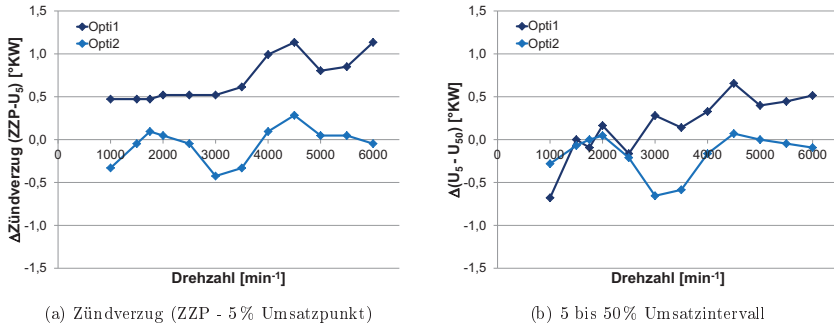 1,5
1,0
0,5
0,0
-0,5
-1,0
-1,5
ΔZündverzug (ZZP-U5) [°KW]
Opti1
Opti2
0 1000 2000 3000 4000 5000 6000
Drehzahl [min-1]
(a) Zündverzug (ZZP - 5% Umsatzpunkt)
1,5
1,0
0,5
0,0
-0,5
-1,0
-1,5
Δ(U5 - U50) [°KW]
Opti1
Opti2
0 1000 2000 3000 4000 5000 6000
Drehzahl [min-1]
(b) 5 bis 50% Umsatzintervall